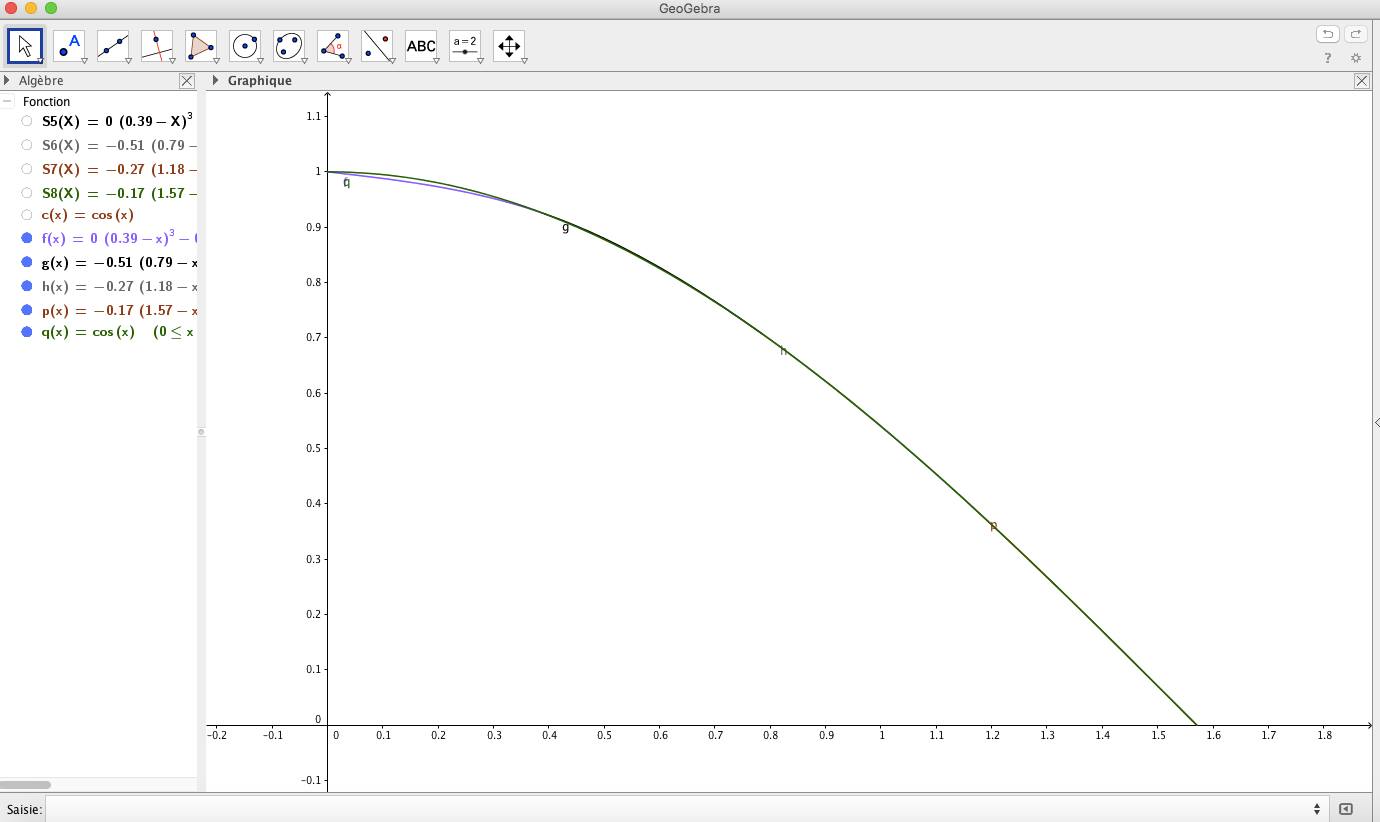 GeoGebra
A
α
ABC
a=2
?
Algèbre
Graphique
Fonction
S5(X) = 0 (0.39 − X)³
S6(X) = −0.51 (0.79 −
S7(X) = −0.27 (1.18 −
S8(X) = −0.17 (1.57 −
c(x) = cos (x)
f(x) = 0 (0.39 − x)³ − (
g(x) = −0.51 (0.79 − x
h(x) = −0.27 (1.18 − x
p(x) = −0.17 (1.57 − x
q(x) = cos (x) (0 ≤ x
1.1
1
q
0.9
g
0.8
0.7
h
0.6
0.5
0.4
p
0.3
0.2
0.1
0
−0.2 −0.1 0 0.1 0.2 0.3 0.4 0.5 0.6 0.7 0.8 0.9 1 1.1 1.2 1.3 1.4 1.5 1.6 1.7 1.8
−0.1
Saisie: